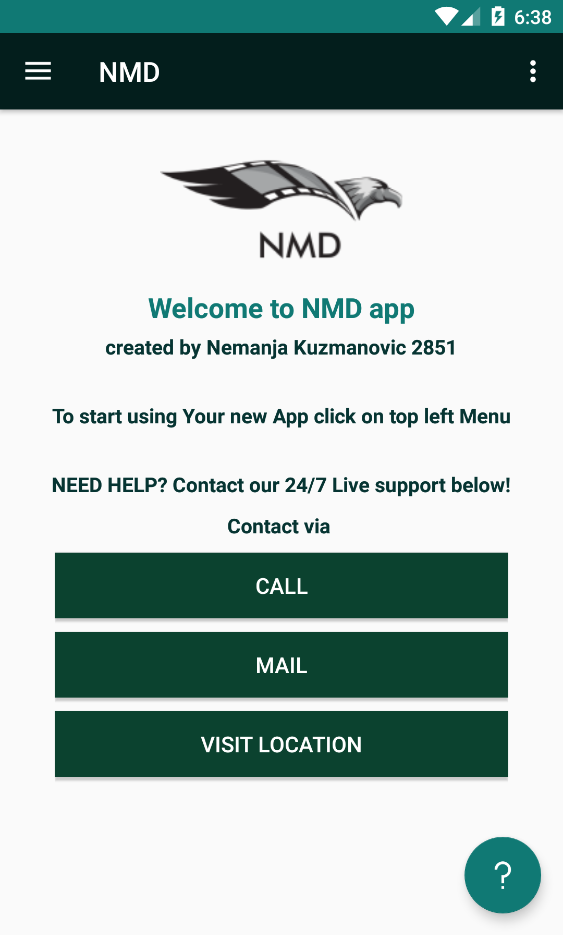 6:38
NMD
NMD
Welcome to NMD app
created by Nemanja Kuzmanovic 2851
To start using Your new App click on top left Menu
NEED HELP? Contact our 24/7 Live support below!
Contact via
CALL
MAIL
VISIT LOCATION
?